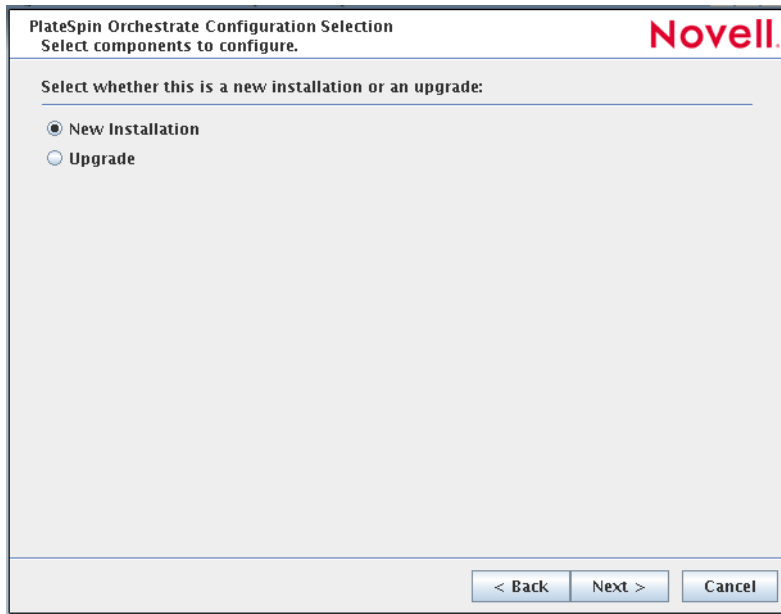 PlateSpin Orchestrate Configuration Selection
Select components to configure.
Novell.
Select whether this is a new installation or an upgrade:
New Installation
Upgrade
< Back
Next >
Cancel